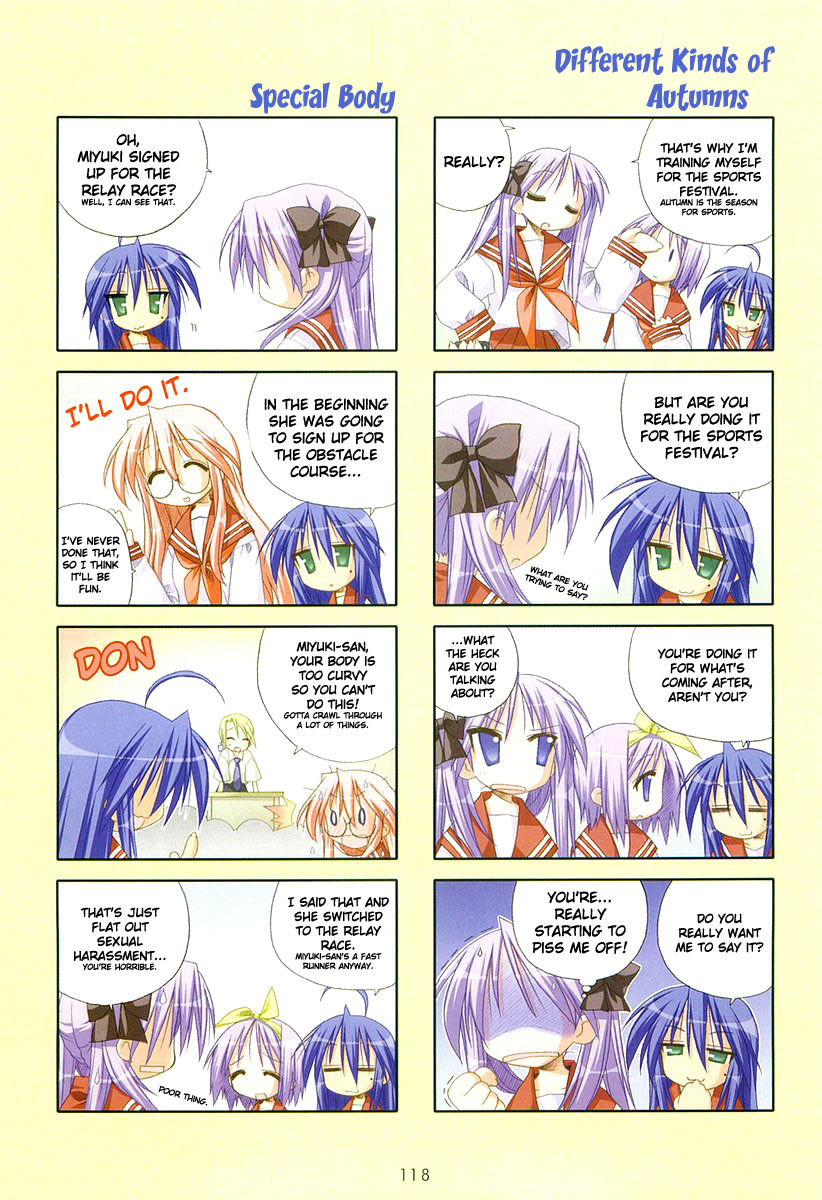 Different Kinds of
Autumns
THAT'S WHY I'M
TRAINING MYSELF
FOR THE SPORTS
FESTIVAL.
AUTUMN IS THE SEASON
FOR SPORTS.
REALLY?
BUT ARE YOU
REALLY DOING IT
FOR THE SPORTS
FESTIVAL?
WHAT ARE YOU
TRYING TO SAY?
YOU'RE DOING IT
FOR WHAT'S
COMING AFTER,
AREN'T YOU?
...WHAT
THE HECK
ARE YOU
TALKING
ABOUT?
DO YOU
REALLY WANT
ME TO SAY IT?
YOU'RE...
REALLY
STARTING TO
PISS ME OFF!
Special Body
OH,
MIYUKI SIGNED
UP FOR THE
RELAY RACE?
WELL, I CAN SEE THAT.
IN THE BEGINNING
SHE WAS GOING
TO SIGN UP FOR
THE OBSTACLE
COURSE...
I'LL DO IT.
I'VE NEVER
DONE THAT,
SO I THINK
IT'LL BE
FUN.
MIYUKI-SAN,
YOUR BODY IS
TOO CURVY
SO YOU CAN'T
DO THIS!
GOTTA CRAWL THROUGH
A LOT OF THINGS.
DON
I SAID THAT AND
SHE SWITCHED
TO THE RELAY
RACE.
MIYUKI-SAN'S A FAST
RUNNER ANYWAY.
THAT'S JUST
FLAT OUT
SEXUAL
HARASSMENT...
YOU'RE HORRIBLE.
POOR THING.
118